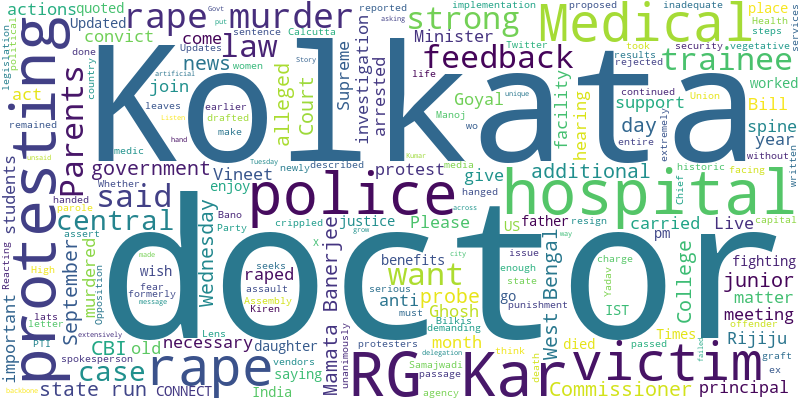 Kolkata
doctor
hospital
police
RG Kar
victim
rape
protesting
Medical
strong
feedback
trainee
murder
rape
law
want
central
said
Parents
case
CBI
state run
government
junior
Commissioner
College
West Bengal
Mamata Banerjee
Wednesday
September
murdered
students
actions
quoted
Updated
convict
come
news
join
act
alleged
Court
Supreme
investigation
arrested
Minister
Goyal
Manoj
facility
hearing
support
additional
day
place
Health
steps
worked
Bill
spine
year
without
Union
security
vegetative
services
proposed
inadequate
implementation
took
results
rejected
continued
Twitter
reported
asking
put
Govt
sentence
Calcutta
Updates
women
Story
artificial
country
done
legislation
political
remained
medic
leaves
earlier
drafted
make
Listen
hand
life
wo
unique
Kumar
entire
extremely
historic
facing
written
Chief
capital
Tuesday
newly
described
media
protest
give
hanged
Vineet
enjoy
unsaid
handed
parole
assert
High
Reacting
important
PTI
letter
lats
spokesperson
Opposition
wish
fear
formerly
message
made
extensively
old
necessary
CONNECT
vendors
daughter
saying
India
Bano
Party
crippled
raped
seeks
assault
Assembly
Kiren
Lens
X
grow
justice
across
Please
father
resign
carried
pm
US
Live
fighting
matter
meeting
Rijiju
Times
principal
offender
graft
ex
passed
failed
backbone
benefits
serious
anti
probe
Ghosh
Bilkis
must
month
demanding
protesters
unanimously
city
enough
go
issue
state
charge
Yadav
IST
punishment
way
died
death
think
delegation
Samajwadi
passage
agency
Whether